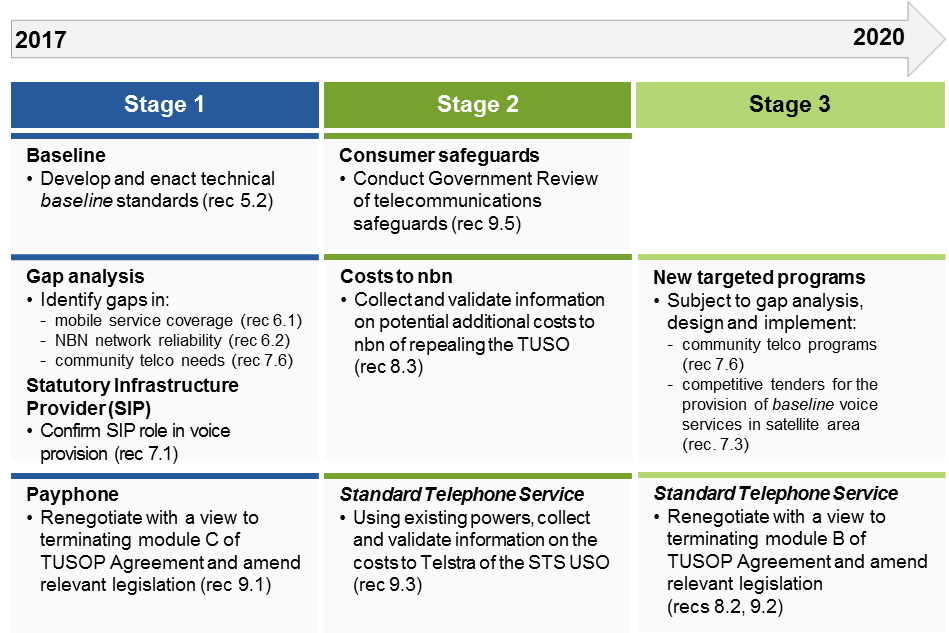 2017
2020
Stage 1
Stage 2
Stage 3
Baseline
• Develop and enact technical
baseline standards (rec 5.2)
Consumer safeguards
• Conduct Government Review
of telecommunications
safeguards (rec 9.5)
Gap analysis
• Identify gaps in:
- mobile service coverage (rec 6.1)
- NBN network reliability (rec 6.2)
- community telco needs (rec 7.6)
Statutory Infrastructure
Provider (SIP)
• Confirm SIP role in voice
provision (rec 7.1)
Costs to nbn
• Collect and validate information
on potential additional costs to
nbn of repealing the TUSO
(rec 8.3)
New targeted programs
• Subject to gap analysis,
design and implement:
- community telco programs
(rec 7.6)
- competitive tenders for the
provision of baseline voice
services in satellite area
(rec. 7.3)
Payphone
• Renegotiate with a view to
terminating module C of
TUSOP Agreement and amend
relevant legislation (rec 9.1)
Standard Telephone Service
• Using existing powers, collect
and validate information on the
costs to Telstra of the STS USO
(rec 9.3)
Standard Telephone Service
• Renegotiate with a view to
terminating module B of
TUSOP Agreement and amend
relevant legislation
(recs 8.2, 9.2)